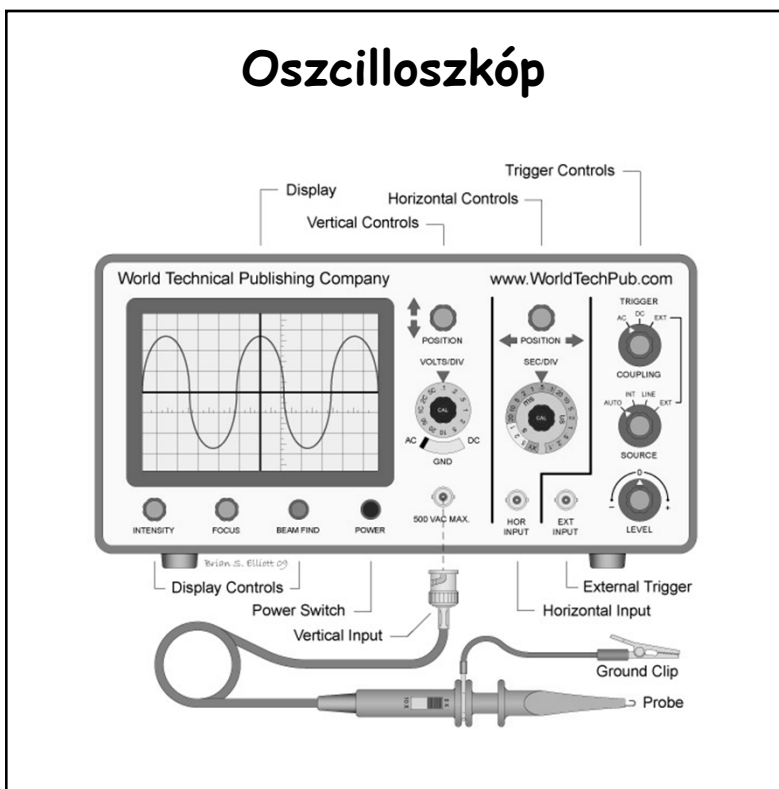 Oszcilloszkóp
Trigger Controls
Display
Horizontal Controls
Vertical Controls
World Technical Publishing Company
www.WorldTechPub.com
TRIGGER
AC DC EXT
POSITION
POSITION
COUPLING
VOLTS/DIV
SEC/DIV
CAL
CAL
AUTO INT LINE EXT
AC DC
GND
SOURCE
0
- +
LEVEL
INTENSITY
FOCUS
BEAM FIND
POWER
500 VAC MAX.
HOR
INPUT
EXT
INPUT
Brian S. Elliott 09
Display Controls
External Trigger
Power Switch
Horizontal Input
Vertical Input
Ground Clip
Probe
10X